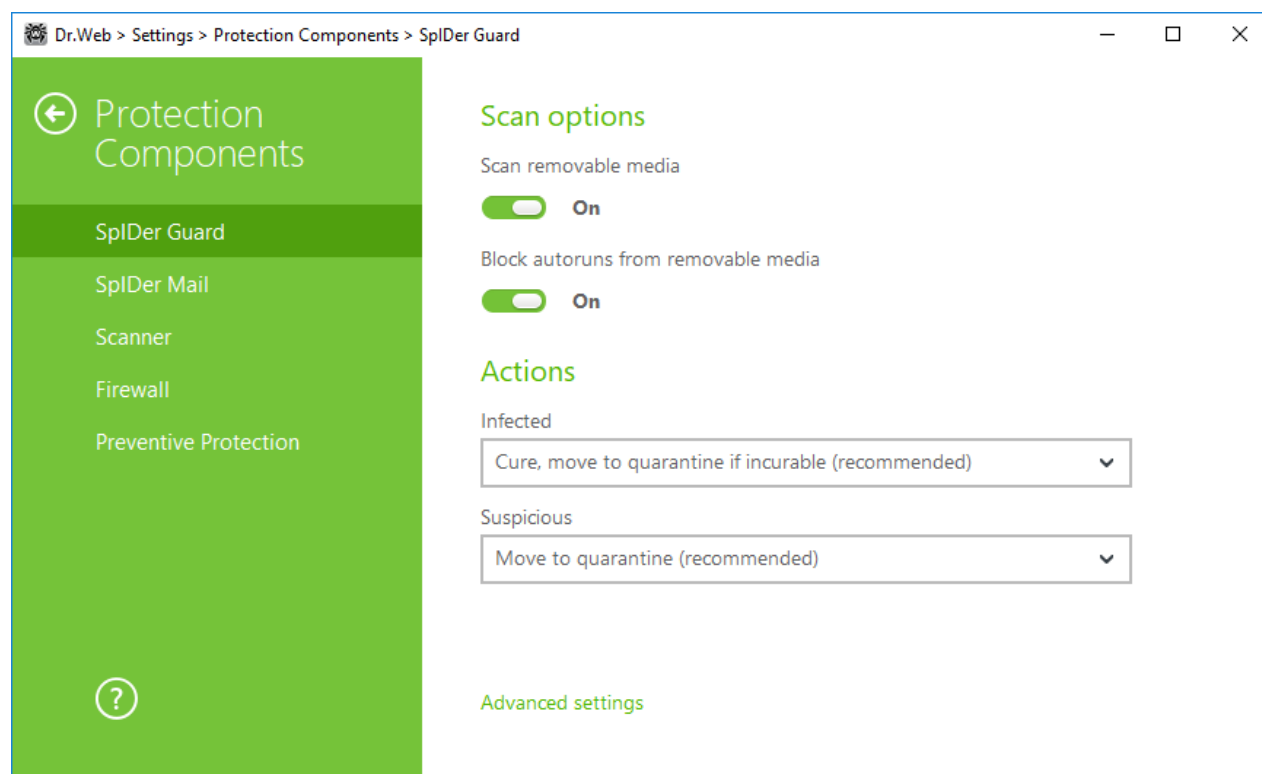 Dr.Web > Settings > Protection Components > SpIDer Guard
Protection
Components
SpIDer Guard
SpIDer Mail
Scanner
Firewall
Preventive Protection
?
Scan options
Scan removable media
On
Block autoruns from removable media
On
Actions
Infected
Cure, move to quarantine if incurable (recommended)
Suspicious
Move to quarantine (recommended)
Advanced settings